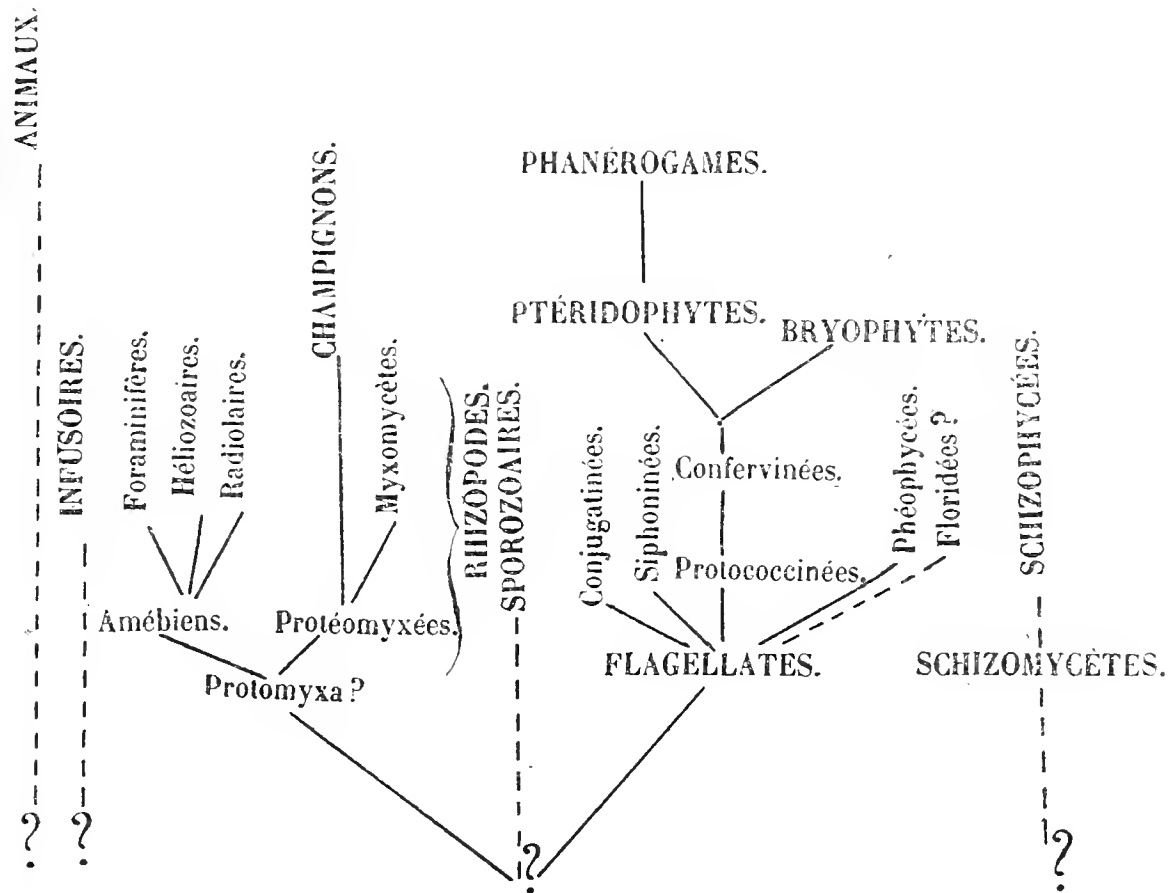 ANIMAUX.
PHANÉROGAMES.
CHAMPIGNONS.
PTÉRIDOPHYTES.
BRYOPHYTES.
INFUSOIRES.
Foraminifères.
Héliozoaires.
Radiolaires.
Myxomycètes.
RHIZOPODES.
SPOROZOAIRES.
Conjugatinées.
Siphoninées.
Confervinées.
Phéophycées.
Floridées?
SCHIZOPHYCÉES.
Protococcinées.
Amébiens.
Protéomyxées.
FLAGELLATES.
SCHIZOMYCÈTES.
Protomyxa?
?
?
?
?